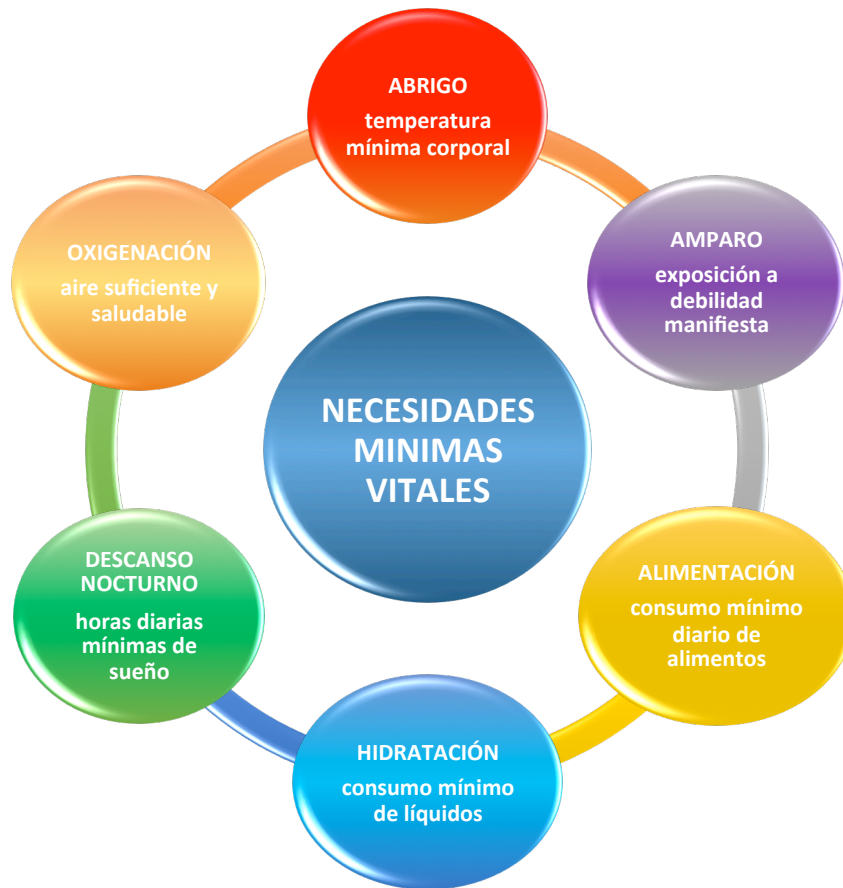 ABRIGO
temperatura
mínima corporal
AMPARO
exposición a
debilidad
manifiesta
ALIMENTACIÓN
consumo mínimo
diario de
alimentos
HIDRATACIÓN
consumo mínimo
de líquidos
DESCANSO
NOCTURNO
horas diarias
mínimas de
sueño
OXIGENACIÓN
aire suficiente y
saludable
NECESIDADES
MINIMAS
VITALES